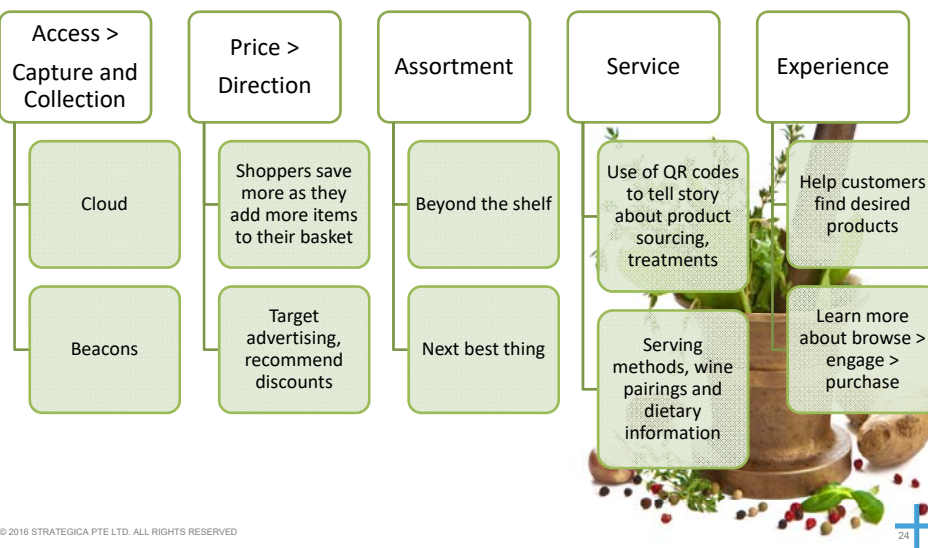 Access >
Capture and
Collection
Cloud
Beacons
Price >
Direction
Shoppers save
more as they
add more items
to their basket
Target
advertising,
recommend
discounts
Assortment
Beyond the shelf
Next best thing
Service
Use of QR codes
to tell story
about product
sourcing,
treatments
Serving
methods, wine
pairings and
dietary
information
Experience
Help customers
find desired
products
Learn more
about browse >
engage >
purchase
© 2016 STRATEGICA PTE LTD. ALL RIGHTS RESERVED
24